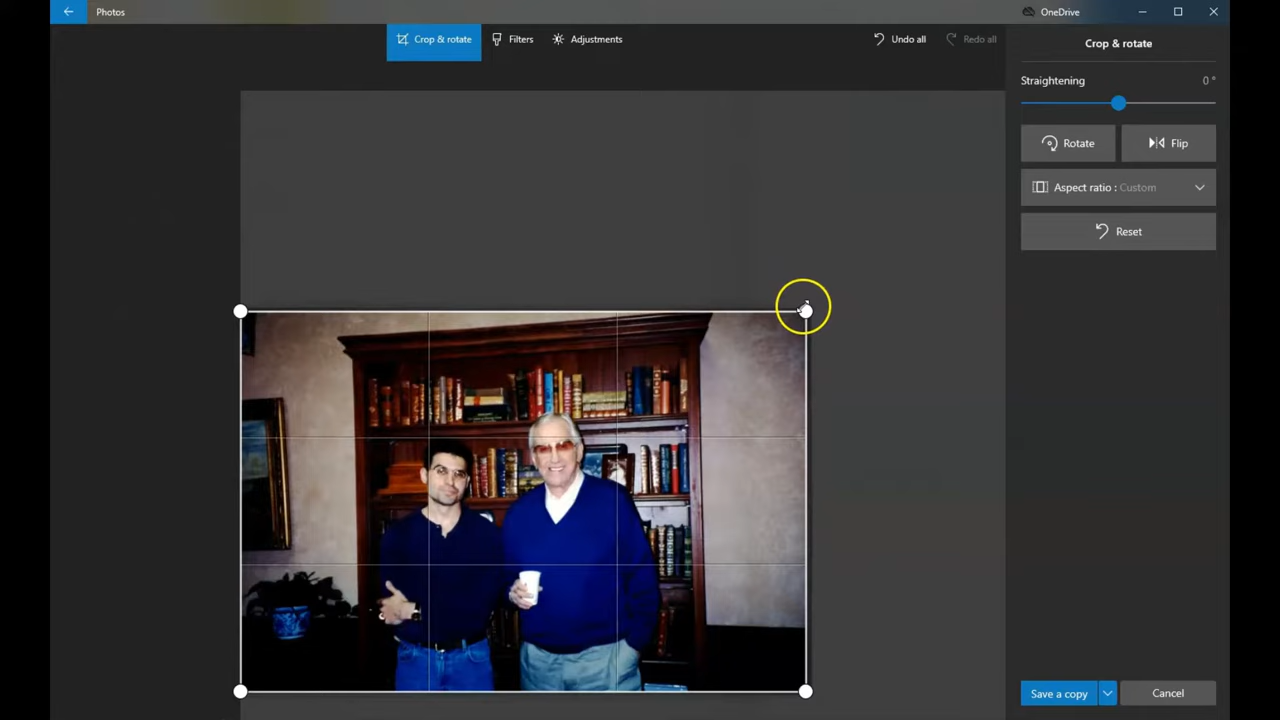 Photos
OneDrive
Crop & rotate
Filters
Adjustments
Undo all
Redo all
Crop & rotate
Straightening
0 °
Rotate
Flip
Aspect ratio : Custom
Reset
Save a copy
Cancel